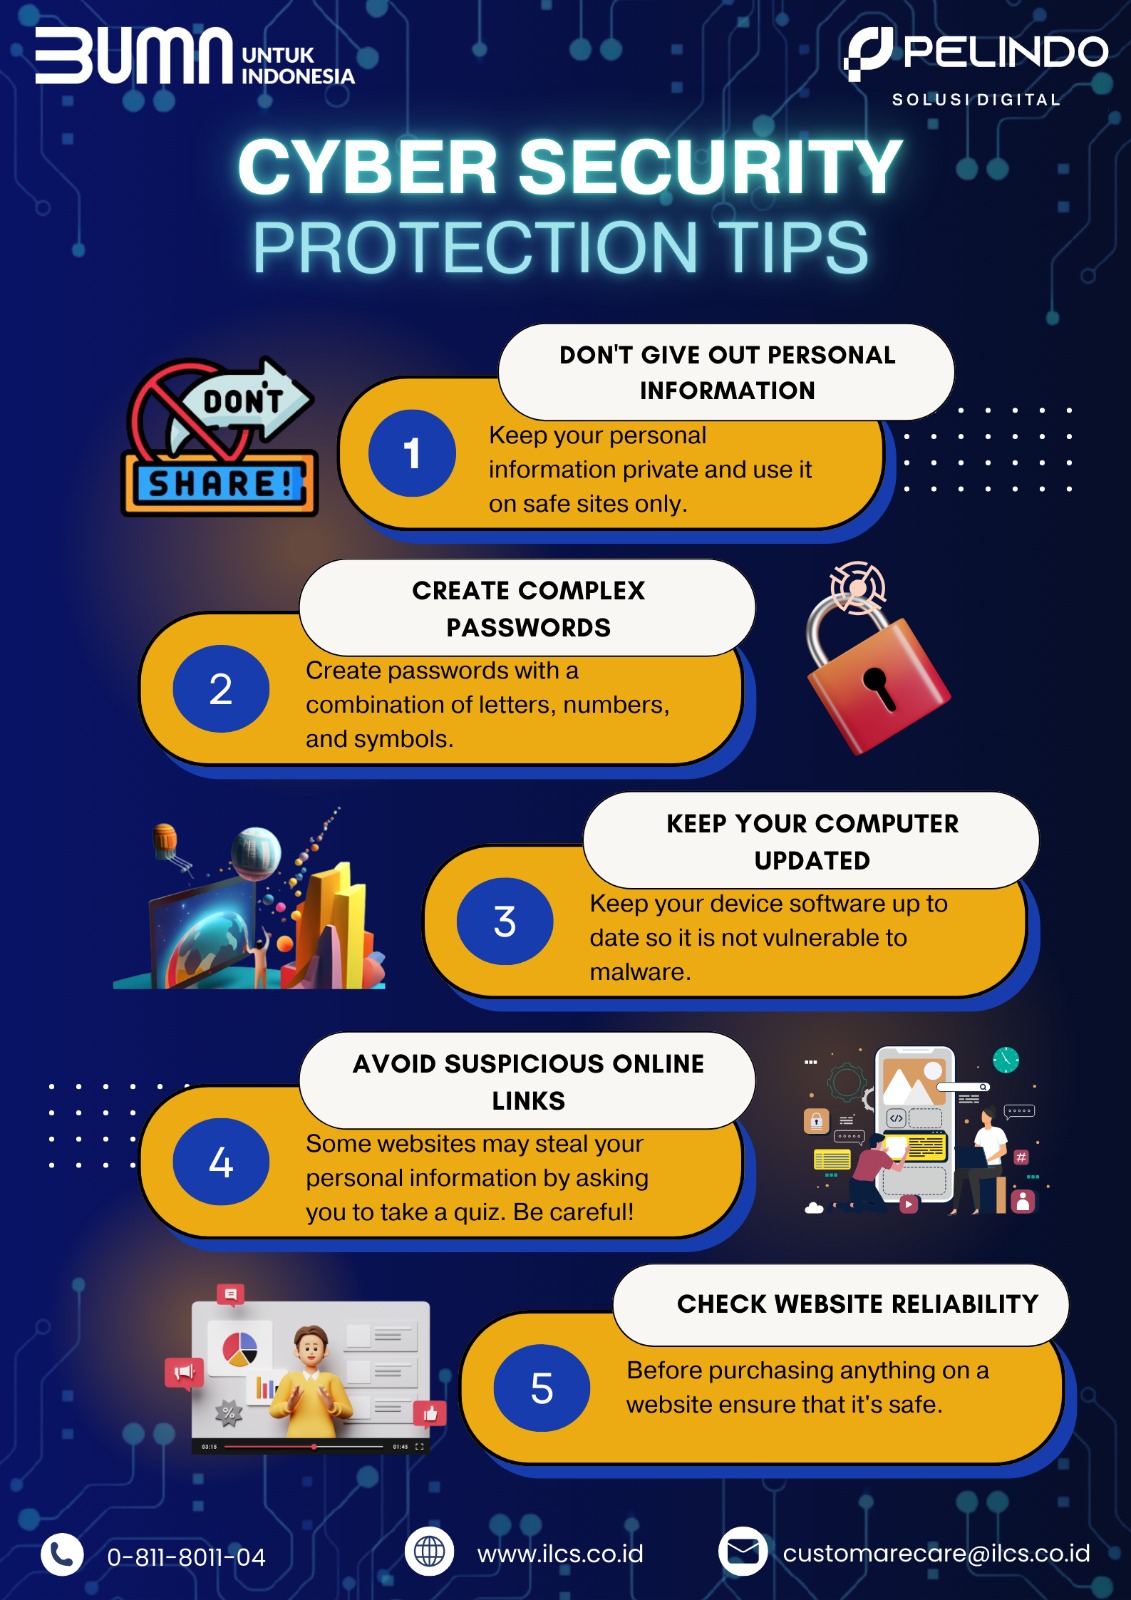 BUMN UNTUK
INDONESIA
PELINDO
SOLUSI DIGITAL
CYBER SECURITY
PROTECTION TIPS
DON'T
SHARE!
DON'T GIVE OUT PERSONAL
INFORMATION
1
Keep your personal
information private and use it
on safe sites only.
CREATE COMPLEX
PASSWORDS
2
Create passwords with a
combination of letters, numbers,
and symbols.
KEEP YOUR COMPUTER
UPDATED
3
Keep your device software up to
date so it is not vulnerable to
malware.
AVOID SUSPICIOUS ONLINE
LINKS
4
Some websites may steal your
personal information by asking
you to take a quiz. Be careful!
</>
#
CHECK WEBSITE RELIABILITY
5
Before purchasing anything on a
website ensure that it's safe.
%
03:15
01:45
0-811-8011-04
www.ilcs.co.id
customarecare@ilcs.co.id